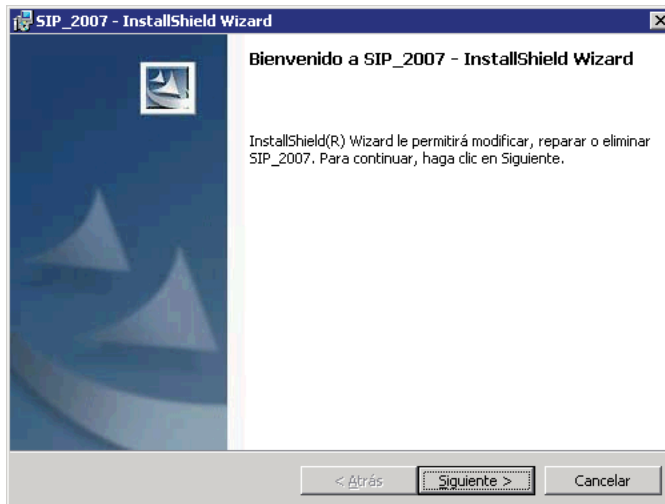 SIP_2007 - InstallShield Wizard
Bienvenido a SIP_2007 - InstallShield Wizard
InstallShield(R) Wizard le permitirá modificar, reparar o eliminar
SIP_2007. Para continuar, haga clic en Siguiente.
< Atrás
Siguiente >
Cancelar